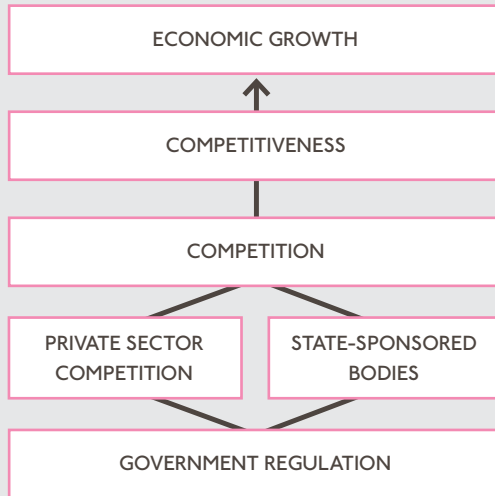 ECONOMIC GROWTH
COMPETITIVENESS
COMPETITION
PRIVATE SECTOR
COMPETITION
STATE-SPONSORED
BODIES
GOVERNMENT REGULATION